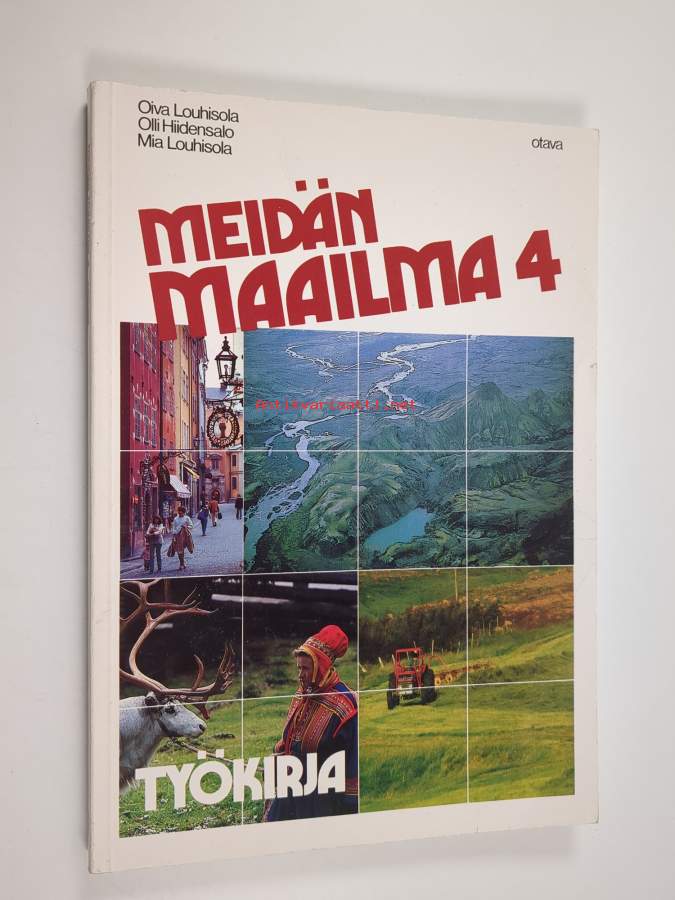 Oiva Louhisola
Olli Hiidensalo
Mia Louhisola
otava
MEIDÄN
MAAILMA 4
Antikvariaatti.net
TYÖKIRJA